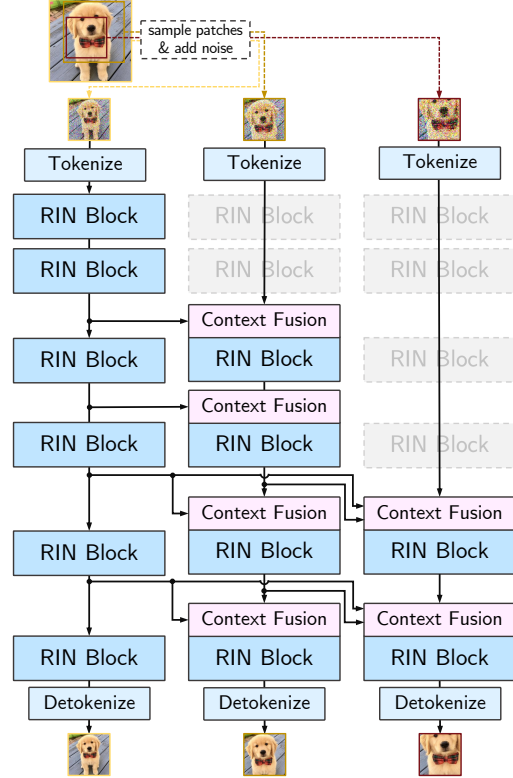 sample patches
& add noise
Tokenize
Tokenize
Tokenize
RIN Block
RIN Block
RIN Block
RIN Block
RIN Block
RIN Block
Context Fusion
RIN Block
RIN Block
RIN Block
Context Fusion
RIN Block
RIN Block
RIN Block
Context Fusion
Context Fusion
RIN Block
RIN Block
RIN Block
Context Fusion
Context Fusion
RIN Block
RIN Block
RIN Block
Detokenize
Detokenize
Detokenize